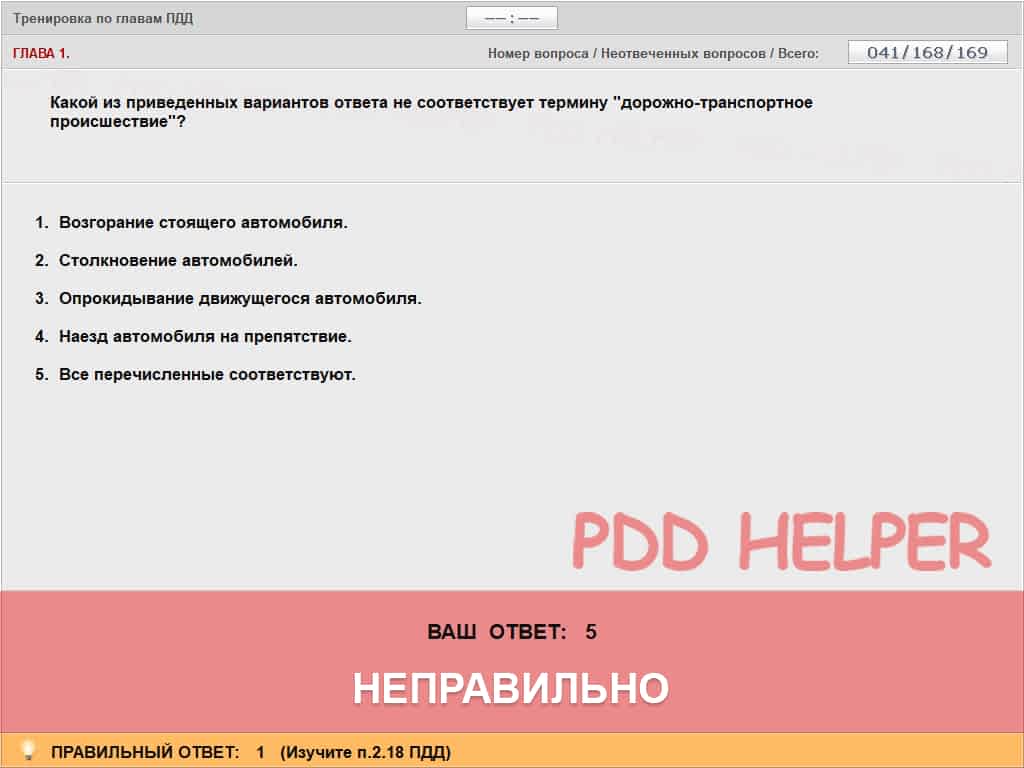 Тренировка по главам ПДД
—— : ——
ГЛАВА 1.
Номер вопроса / Неотвеченных вопросов / Всего:
041/168/169
Какой из приведенных вариантов ответа не соответствует термину "дорожно-транспортное
происшествие"?
1. Возгорание стоящего автомобиля.
2. Столкновение автомобилей.
3. Опрокидывание движущегося автомобиля.
4. Наезд автомобиля на препятствие.
5. Все перечисленные соответствуют.
PDD HELPER
ВАШ ОТВЕТ: 5
НЕПРАВИЛЬНО
ПРАВИЛЬНЫЙ ОТВЕТ: 1 (Изучите п.2.18 ПДД)